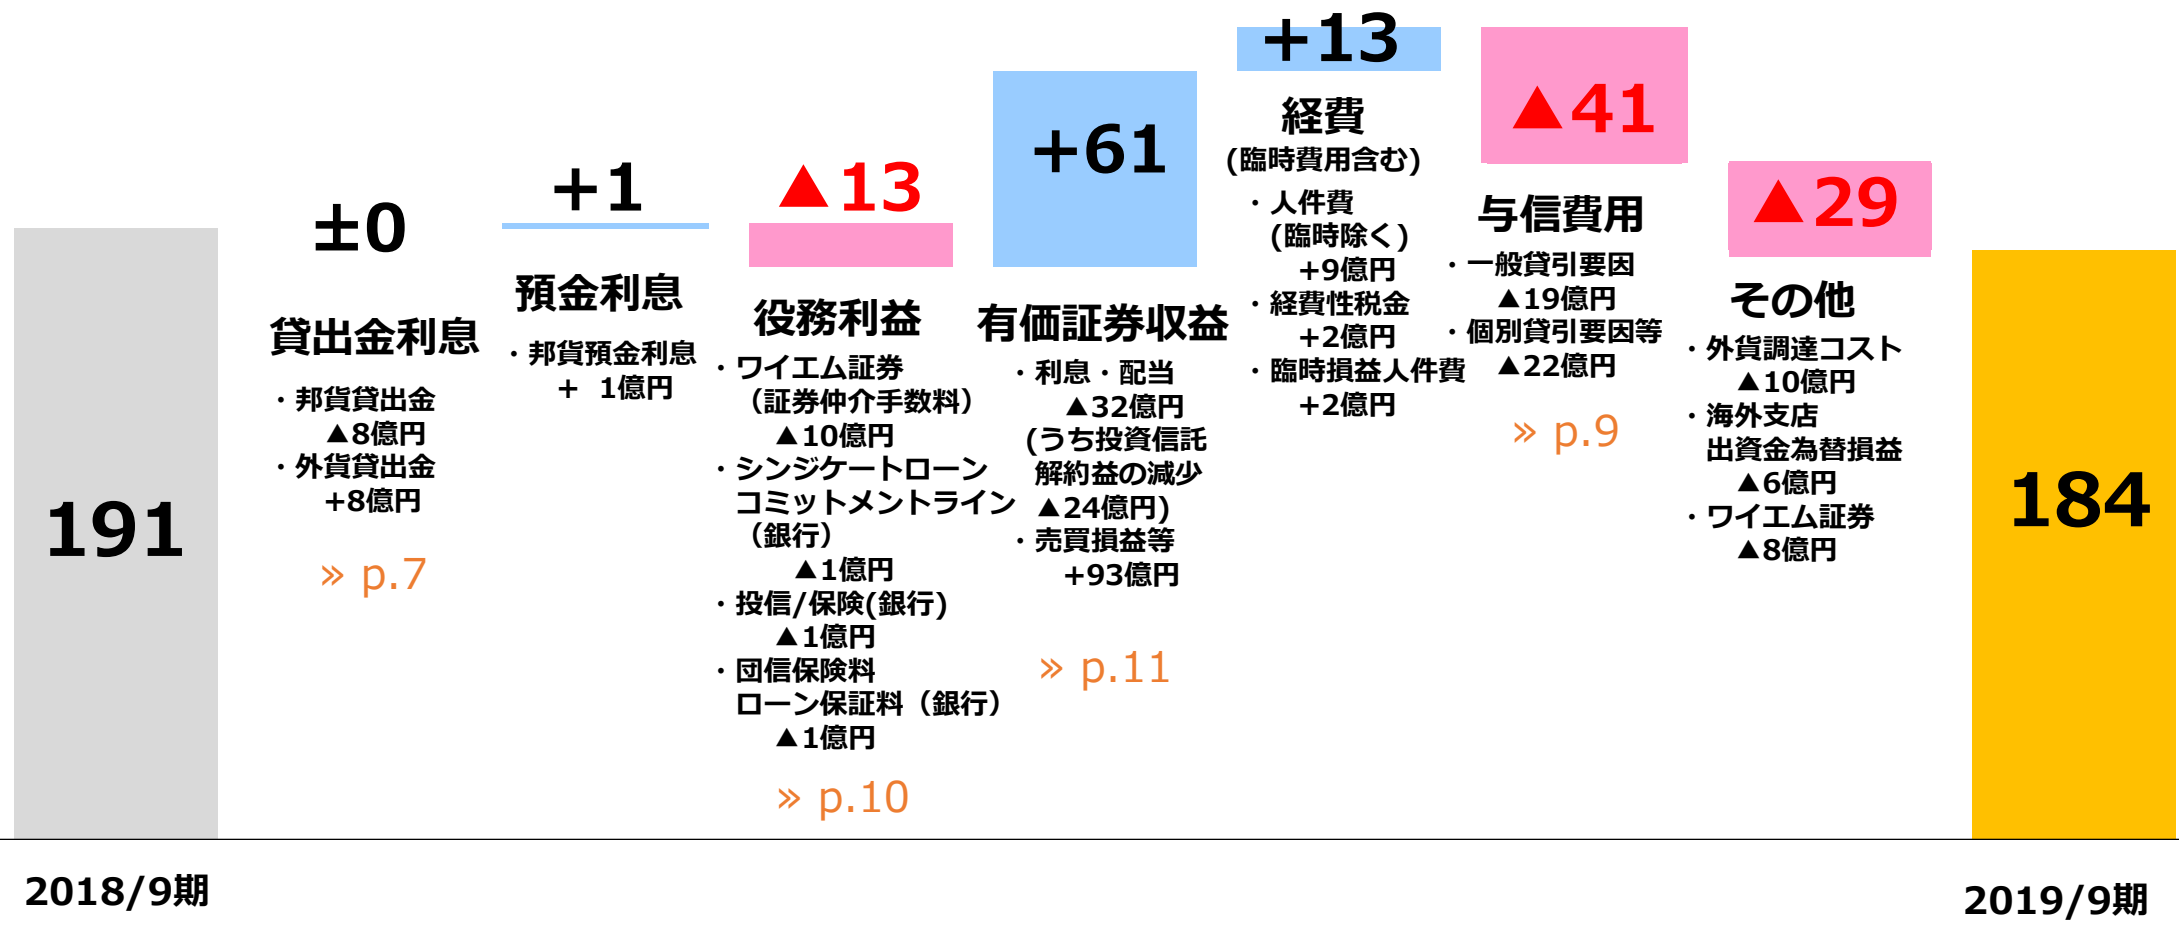 191
2018/9期
±0
貸出金利息
・邦貨貸出金
▲8億円
・外貨貸出金
+8億円
» p.7
+1
預金利息
・邦貨預金利息
+ 1億円
▲13
役務利益
・ワイエム証券
（証券仲介手数料）
▲10億円
・シンジケートローン
コミットメントライン
（銀行）
▲1億円
・投信/保険(銀行)
▲1億円
・団信保険料
ローン保証料（銀行）
▲1億円
» p.10
+61
有価証券収益
・利息・配当
▲32億円
(うち投資信託
解約益の減少
▲24億円)
・売買損益等
+93億円
» p.11
+13
経費
(臨時費用含む)
・人件費
(臨時除く)
+9億円
・経費性税金
+2億円
・臨時損益人件費
+2億円
▲41
与信費用
・一般貸引要因
▲19億円
・個別貸引要因等
▲22億円
» p.9
▲29
その他
・外貨調達コスト
▲10億円
・海外支店
出資金為替損益
▲6億円
・ワイエム証券
▲8億円
184
2019/9期